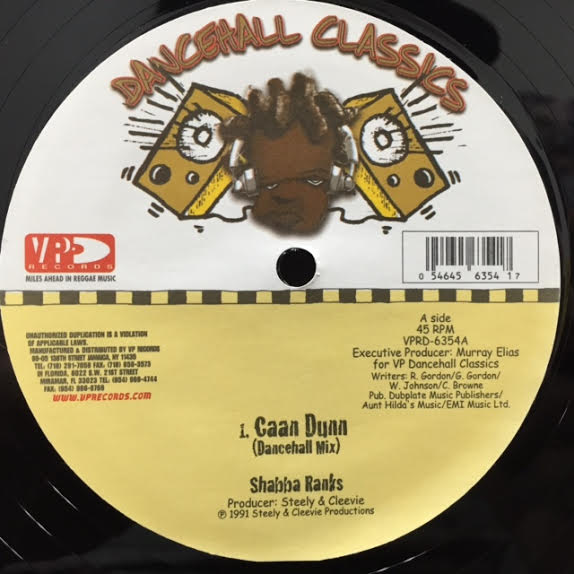 DANCEHALL CLASSICS
VP
RECORDS
MILES AHEAD IN REGGAE MUSIC
0 54645 6354 1 7
UNAUTHORIZED DUPLICATION IS A VIOLATION
OF APPLICABLE LAWS.
MANUFACTURED & DISTRIBUTED BY VP RECORDS
89-05 138TH STREET JAMAICA, NY 11435
TEL: (718) 291-7058 FAX: (718) 658-3573
IN FLORIDA, 6022 S.W. 21ST STREET
MIRAMAR, FL 33023 TEL: (954) 966-4744
FAX: (954) 966-8766
WWW.VPRECORDS.COM
A side
45 RPM
VPRD-6354A
Executive Producer: Murray Elias
for VP Dancehall Classics
Writers: R. Gordon/G. Gordon/
W. Johnson/C. Browne
Pub. Dubplate Music Publishers/
Aunt Hilda's Music/EMI Music Ltd.
1. Caan Dunn
(Dancehall Mix)
Shabba Ranks
Producer: Steely & Cleevie
℗ 1991 Steely & Cleevie Productions